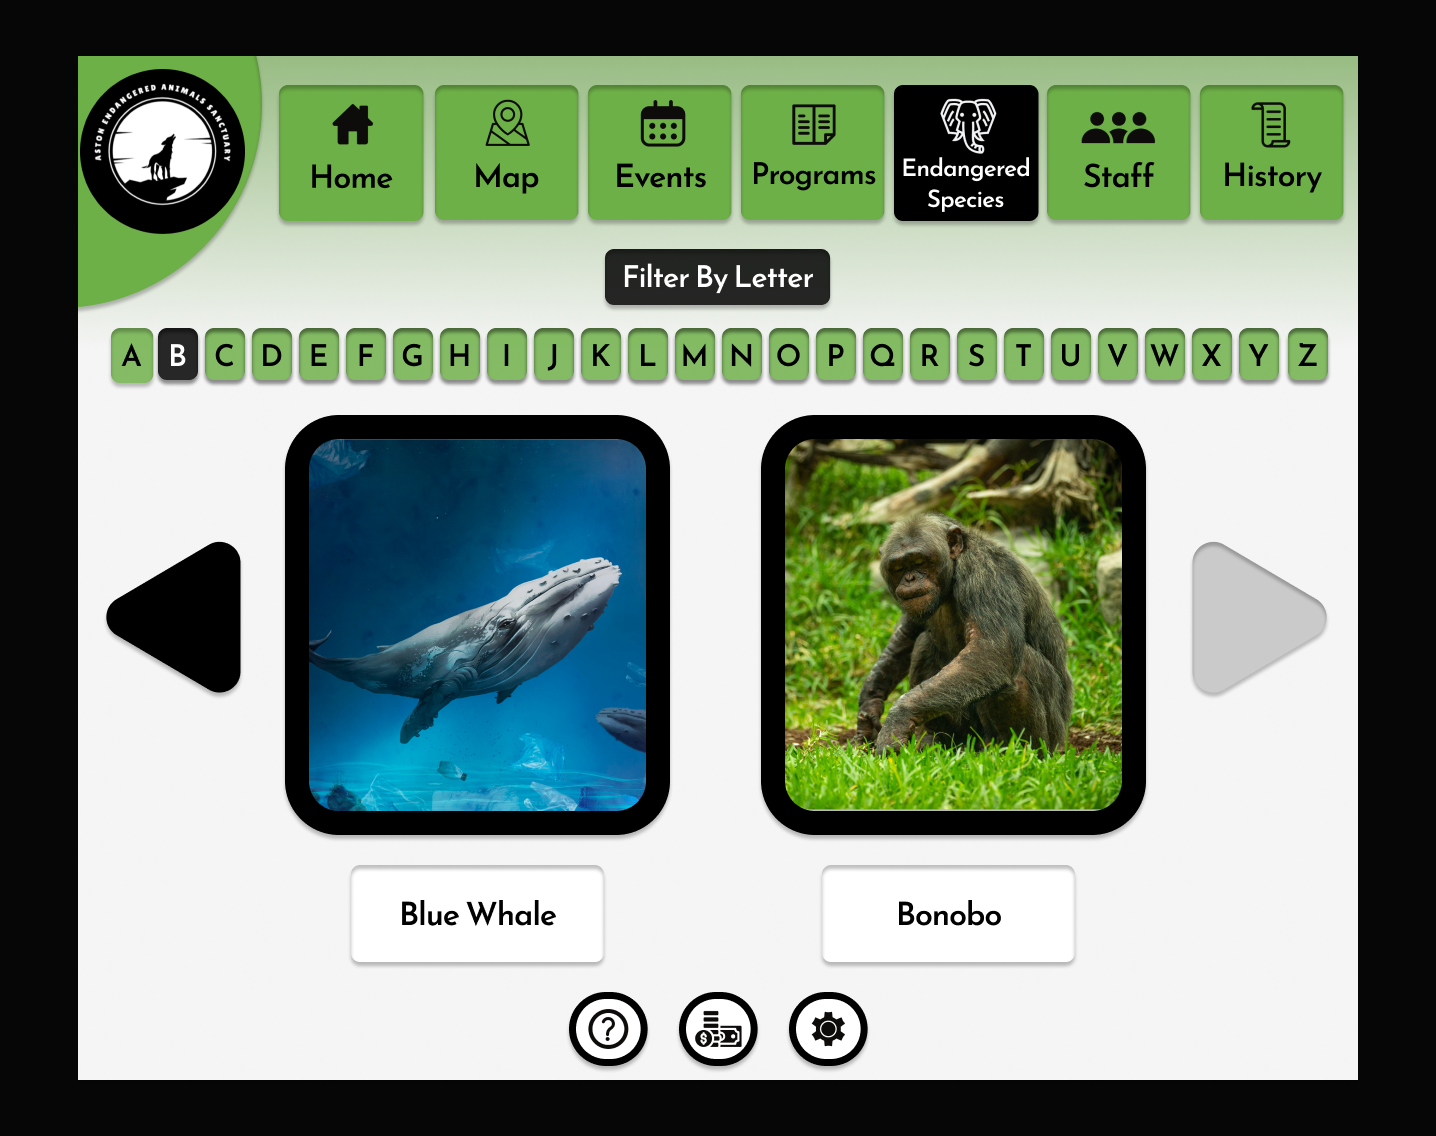 ASTON ENDANGERED ANIMALS SANCTUARY
Home
Map
Events
Programs
Endangered
Species
Staff
History
Filter By Letter
A B C D E F G H I J K L M N O P Q R S T U V W X Y Z
Blue Whale
Bonobo
?
$